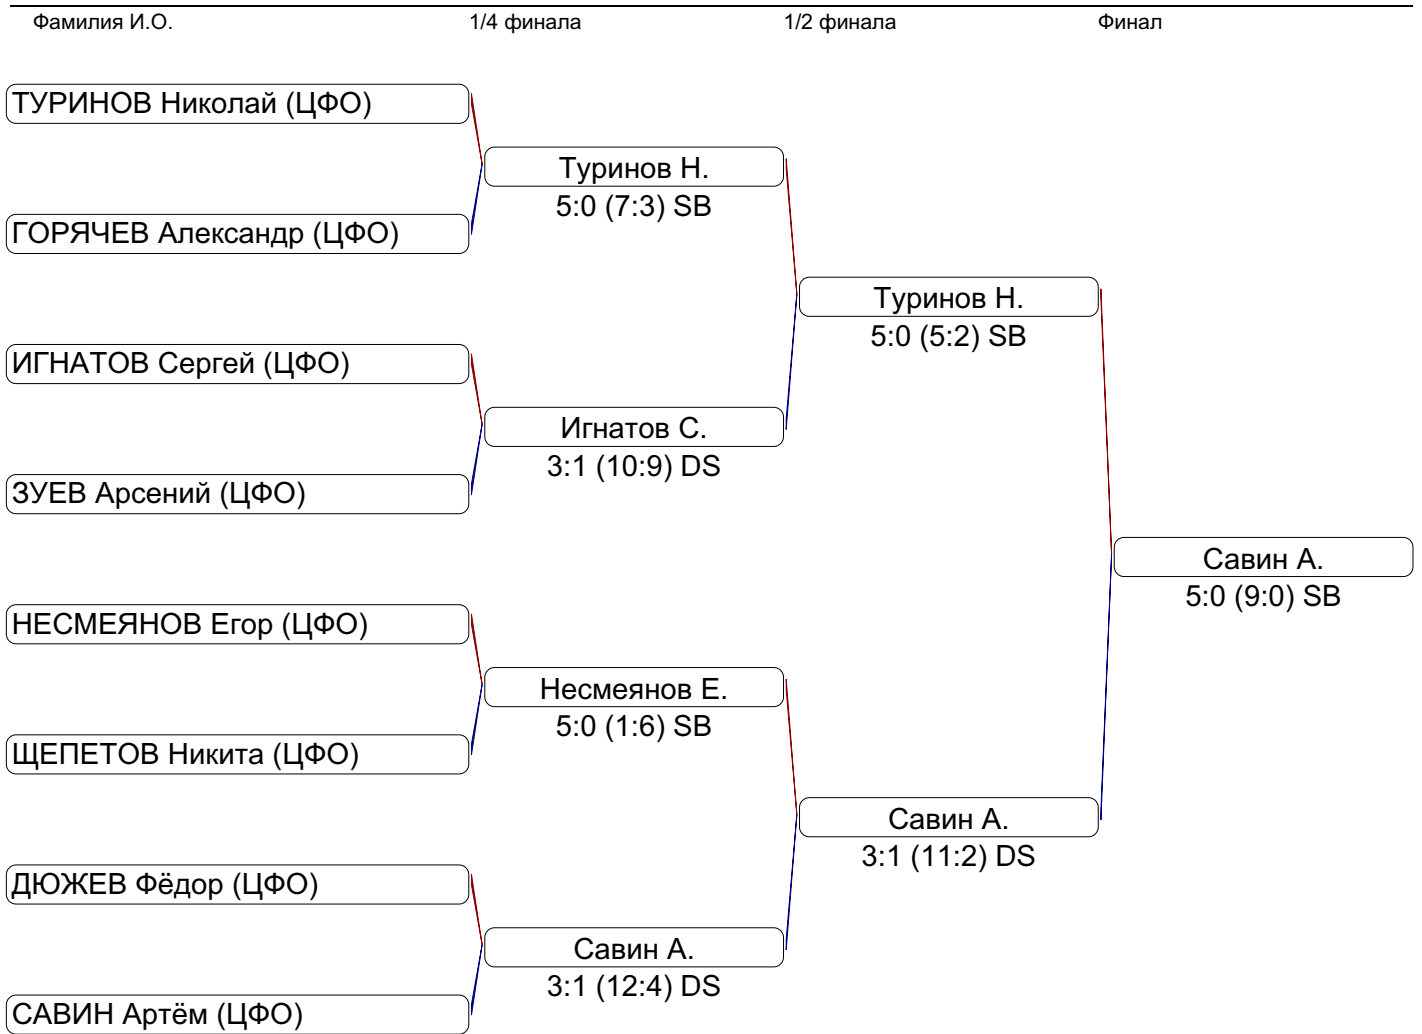 Фамилия И.О. 1/4 финала 1/2 финала Финал
ТУРИНОВ Николай (ЦФО)
Туринов Н.
5:0 (7:3) SB
ГОРЯЧЕВ Александр (ЦФО)
Туринов Н.
5:0 (5:2) SB
ИГНАТОВ Сергей (ЦФО)
Игнатов С.
3:1 (10:9) DS
ЗУЕВ Арсений (ЦФО)
Савин А.
5:0 (9:0) SB
НЕСМЕЯНОВ Егор (ЦФО)
Несмеянов Е.
5:0 (1:6) SB
ЩЕПЕТОВ Никита (ЦФО)
Савин А.
3:1 (11:2) DS
ДЮЖЕВ Фёдор (ЦФО)
Савин А.
3:1 (12:4) DS
САВИН Артём (ЦФО)